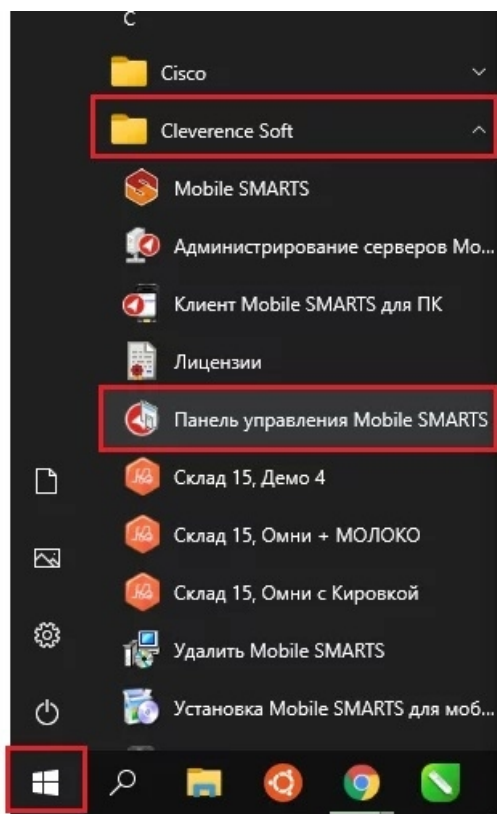 С
Cisco
Cleverence Soft
Mobile SMARTS
Администрирование серверов Mo...
Клиент Mobile SMARTS для ПК
Лицензии
Панель управления Mobile SMARTS
Склад 15, Демо 4
Склад 15, Омни + МОЛОКО
Склад 15, Омни с Кировкой
Удалить Mobile SMARTS
Установка Mobile SMARTS для моб...